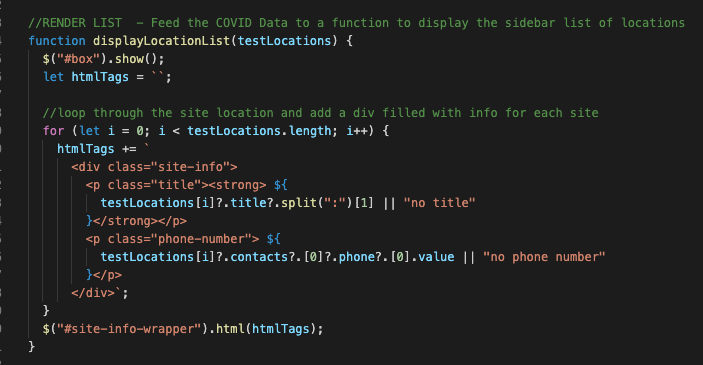 //RENDER LIST  - Feed the COVID Data to a function to display the sidebar list of locations
function displayLocationList(testLocations) {
  $("#box").show();
  let htmlTags = ``;

  //loop through the site location and add a div filled with info for each site
  for (let i = 0; i < testLocations.length; i++) {
    htmlTags += `
      <div class="site-info">
        <p class="title"><strong> ${
          testLocations[i]?.title?.split(":")[1] || "no title"
        }</strong></p>
        <p class="phone-number"> ${
          testLocations[i]?.contacts?.[0]?.phone?.[0].value || "no phone number"
        }</p>
      </div>`;
  }
  $("#site-info-wrapper").html(htmlTags);
}